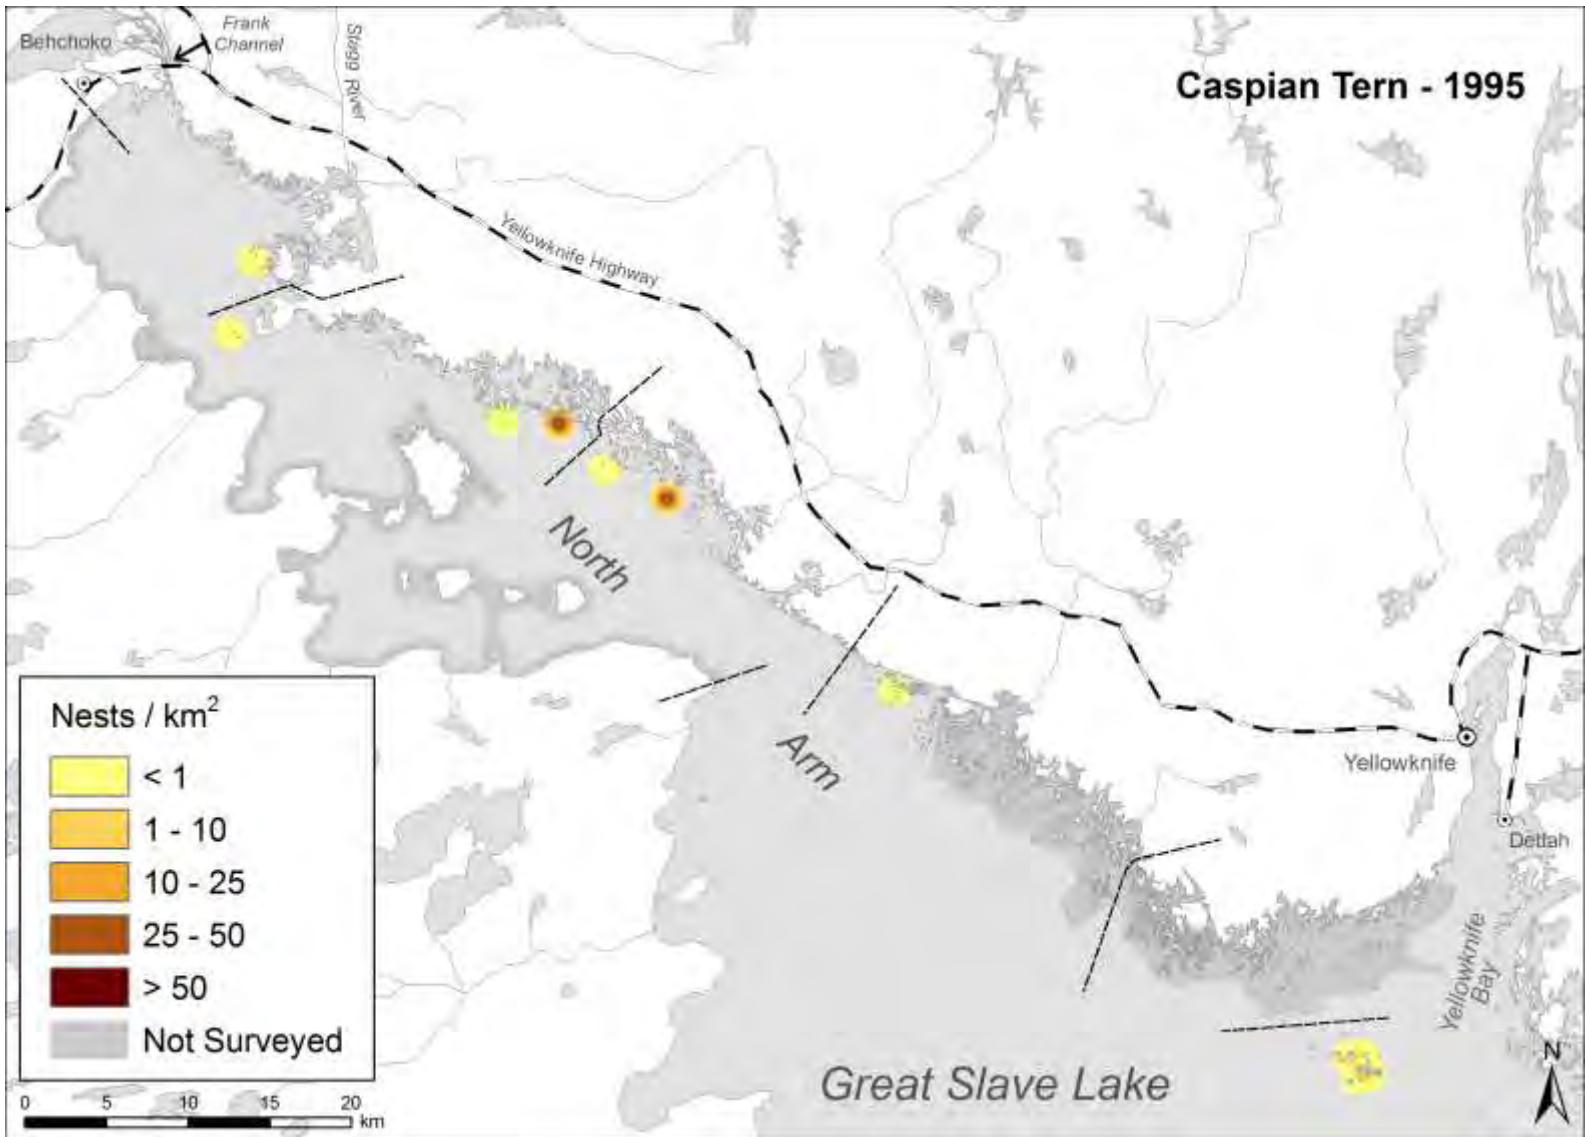 Behchoko
Frank
Channel
Stagg River
Caspian Tern - 1995
Yellowknife Highway
North
Arm
Nests / km²
< 1
1 - 10
10 - 25
25 - 50
> 50
Not Surveyed
Yellowknife
Dettah
Yellowknife
Bay
Great Slave Lake
N
0 5 10 15 20
km